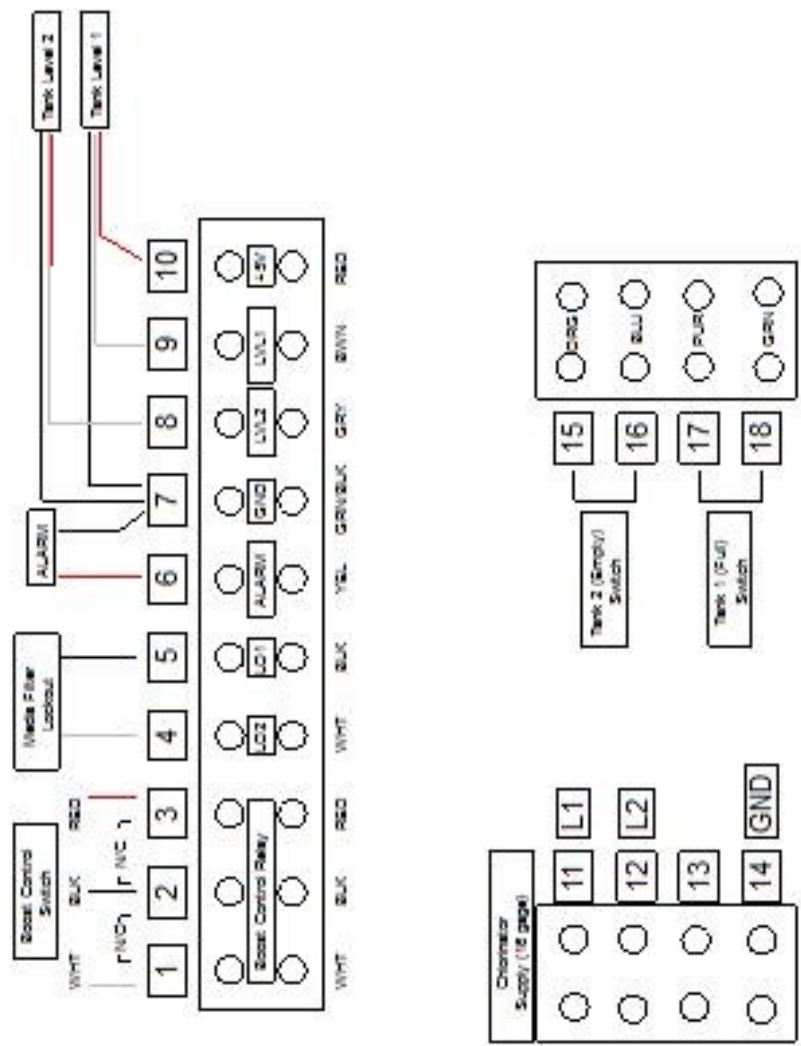 Boost Control
Switch
Media Filter
Lockout
ALARM
Tank Level 2
Tank Level 1
WHT BLK RED
N/C N/C
1 2 3 4 5 6 7 8 9 10
Boost Control Relay LO2 LO1 ALARM GND LVL2 LVL1 +5V
WHT BLK RED WHT BLK YEL GRN/BLK GRY BWN RED
Chlorinator
Supply (16 gage)
11 L1
12 L2
13
14 GND
Tank 2 (Empty)
Switch
Tank 1 (Full)
Switch
15 ORG
16 BLU
17 PUR
18 GRN